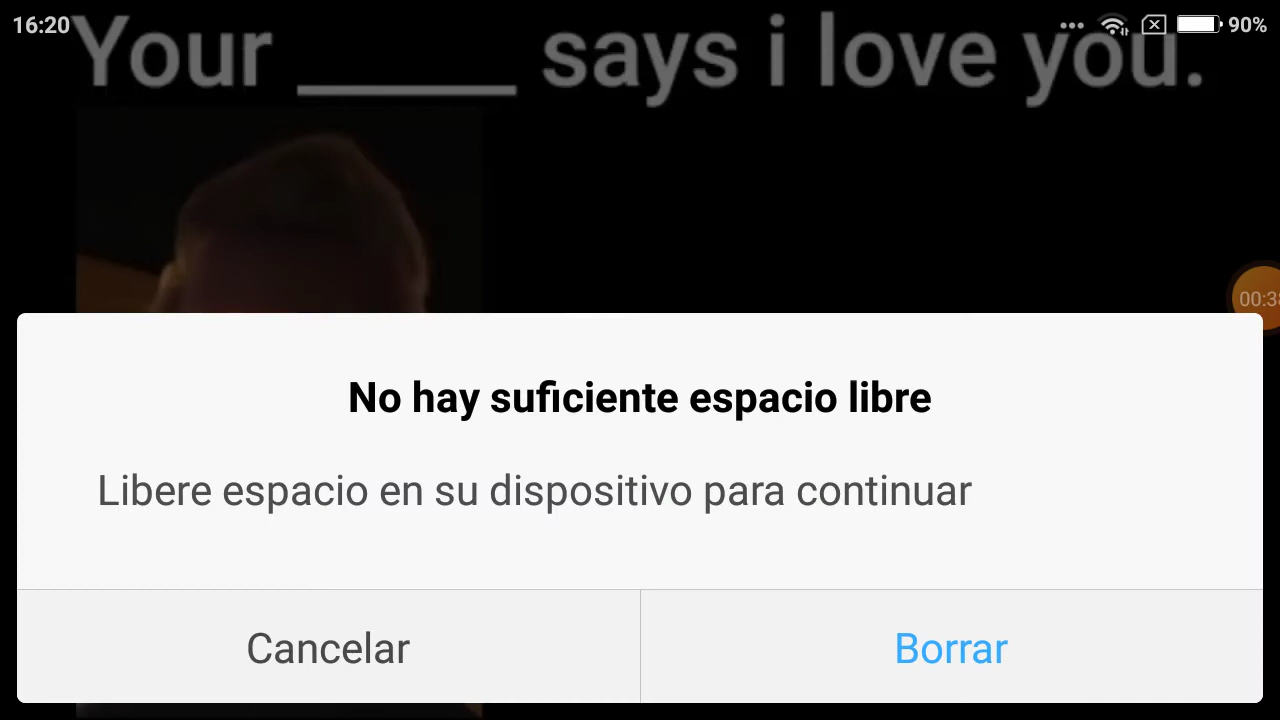 16:20
90%
Your _____ says i love you.
No hay suficiente espacio libre
Libere espacio en su dispositivo para continuar
Cancelar
Borrar